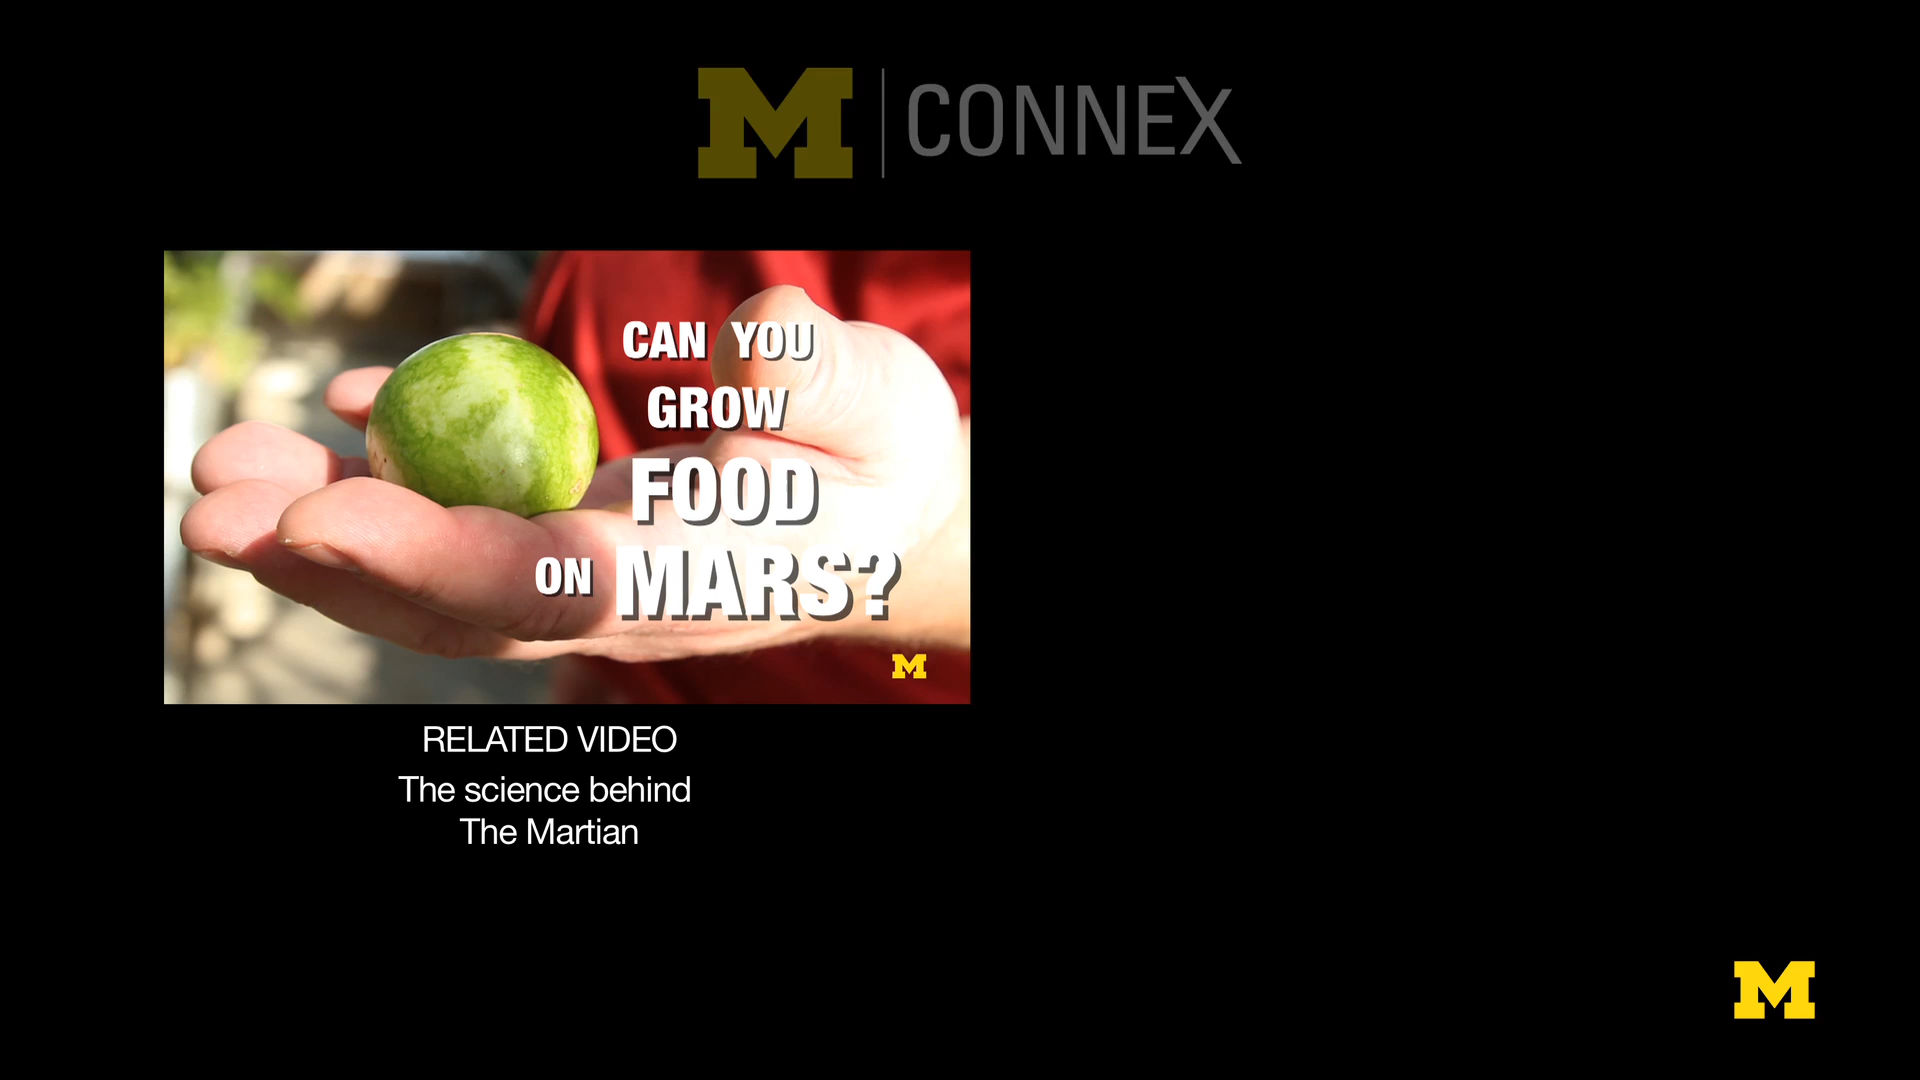 M | CONNEX
CAN YOU
GROW
FOOD
ON MARS?
M
RELATED VIDEO
The science behind
The Martian
M